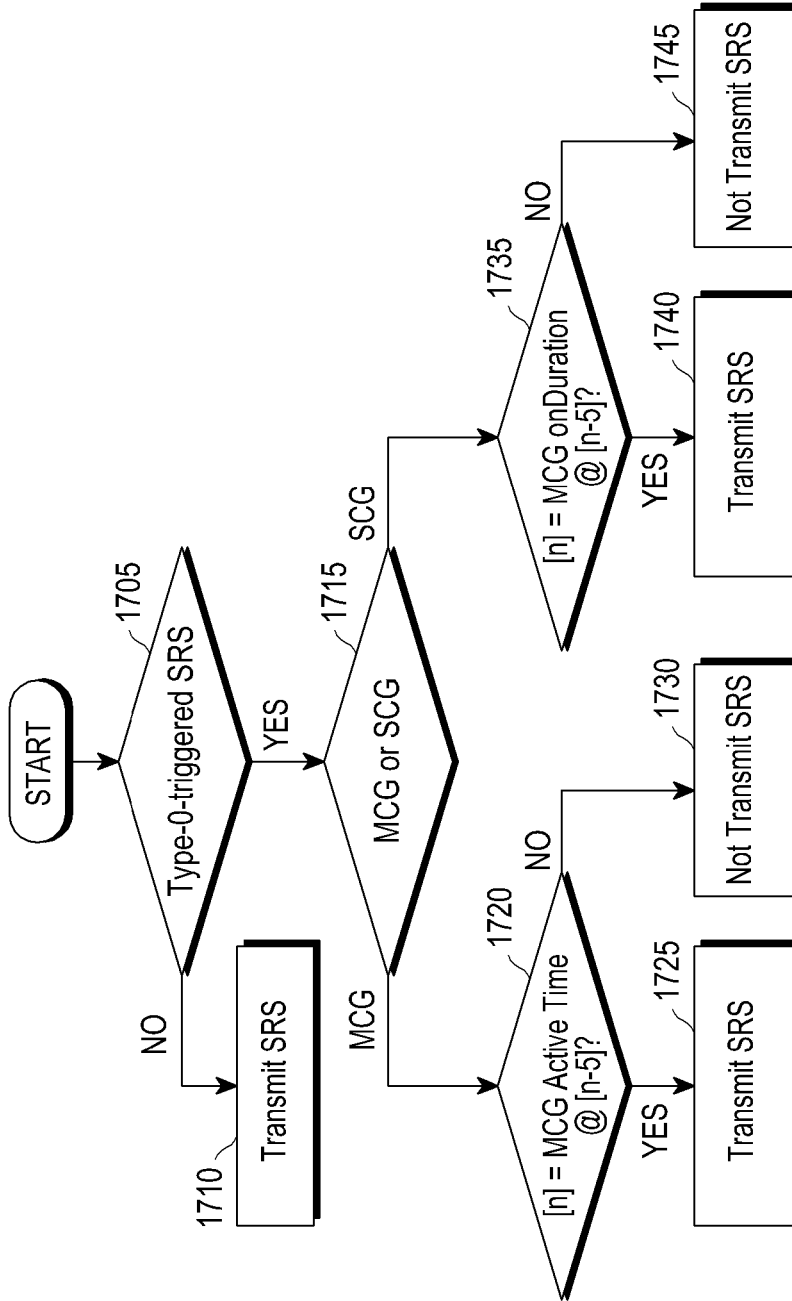 START
1705
Type-0-triggered SRS
NO
YES
1710
Transmit SRS
1715
MCG or SCG
MCG
SCG
1720
[n] = MCG Active Time
@ [n-5]?
NO
YES
1735
[n] = MCG onDuration
@ [n-5]?
NO
YES
1725
Transmit SRS
1730
Not Transmit SRS
1740
Transmit SRS
1745
Not Transmit SRS